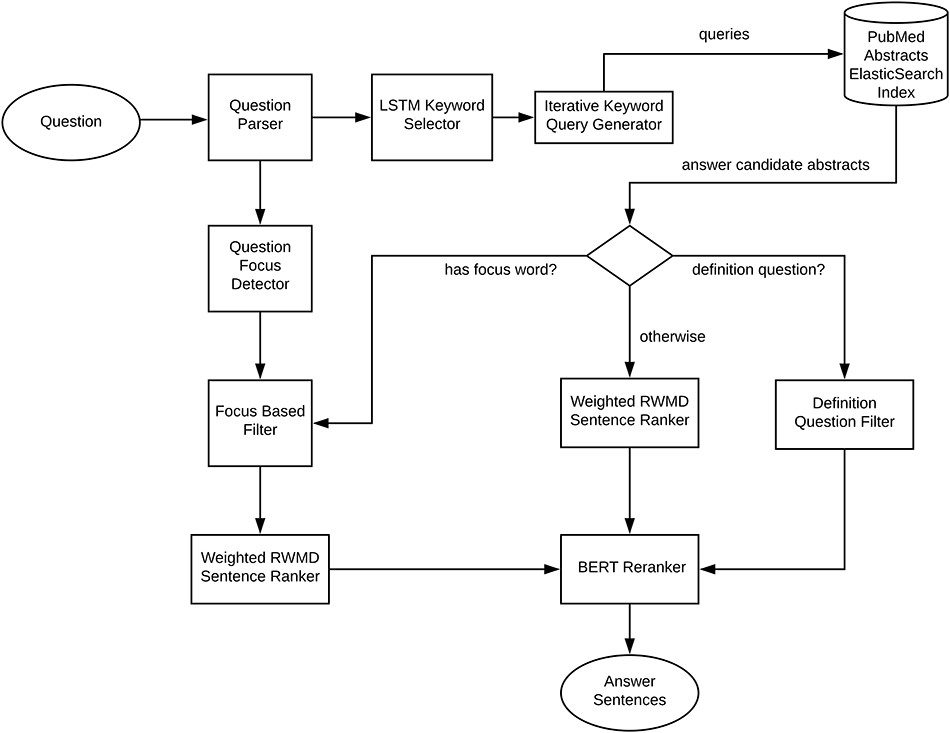 queries
PubMed
Abstracts
ElasticSearch
Index
Question
Question
Parser
LSTM Keyword
Selector
Iterative Keyword
Query Generator
answer candidate abstracts
Question
Focus
Detector
has focus word?
definition question?
otherwise
Focus Based
Filter
Weighted RWMD
Sentence Ranker
Definition
Question Filter
Weighted RWMD
Sentence Ranker
BERT Reranker
Answer
Sentences